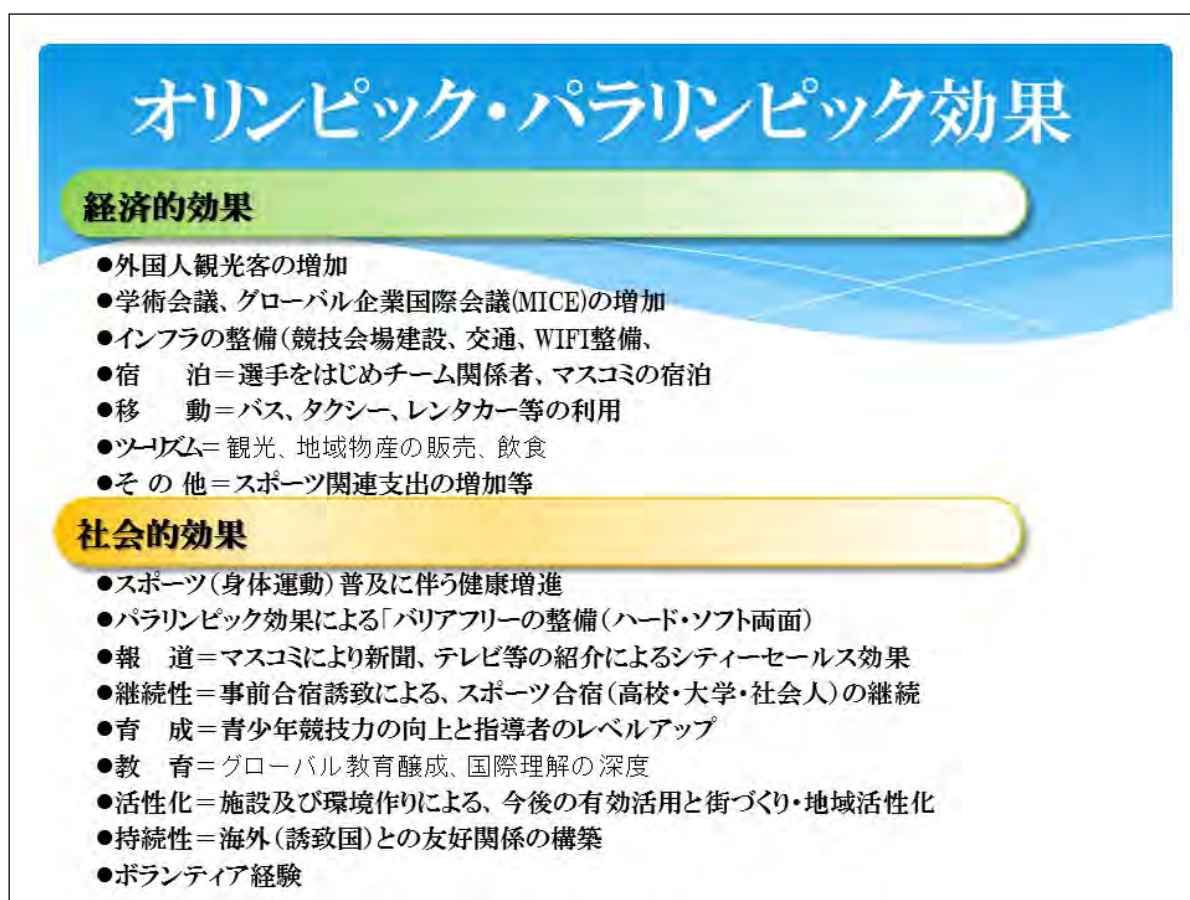 オリンピック・パラリンピック効果
経済的効果
●外国人観光客の増加
●学術会議、グローバル企業国際会議(MICE)の増加
●インフラの整備(競技会場建設、交通、WIFI整備、
●宿　　泊＝選手をはじめチーム関係者、マスコミの宿泊
●移　　動＝バス、タクシー、レンタカー等の利用
●ツーリズム＝観光、地域物産の販売、飲食
●そ の 他＝スポーツ関連支出の増加等
社会的効果
●スポーツ(身体運動)普及に伴う健康増進
●パラリンピック効果による「バリアフリーの整備(ハード・ソフト両面)
●報　道＝マスコミにより新聞、テレビ等の紹介によるシティーセールス効果
●継続性＝事前合宿誘致による、スポーツ合宿(高校・大学・社会人)の継続
●育　成＝青少年競技力の向上と指導者のレベルアップ
●教　育＝グローバル教育醸成、国際理解の深度
●活性化＝施設及び環境作りによる、今後の有効活用と街づくり・地域活性化
●持続性＝海外(誘致国)との友好関係の構築
●ボランティア経験